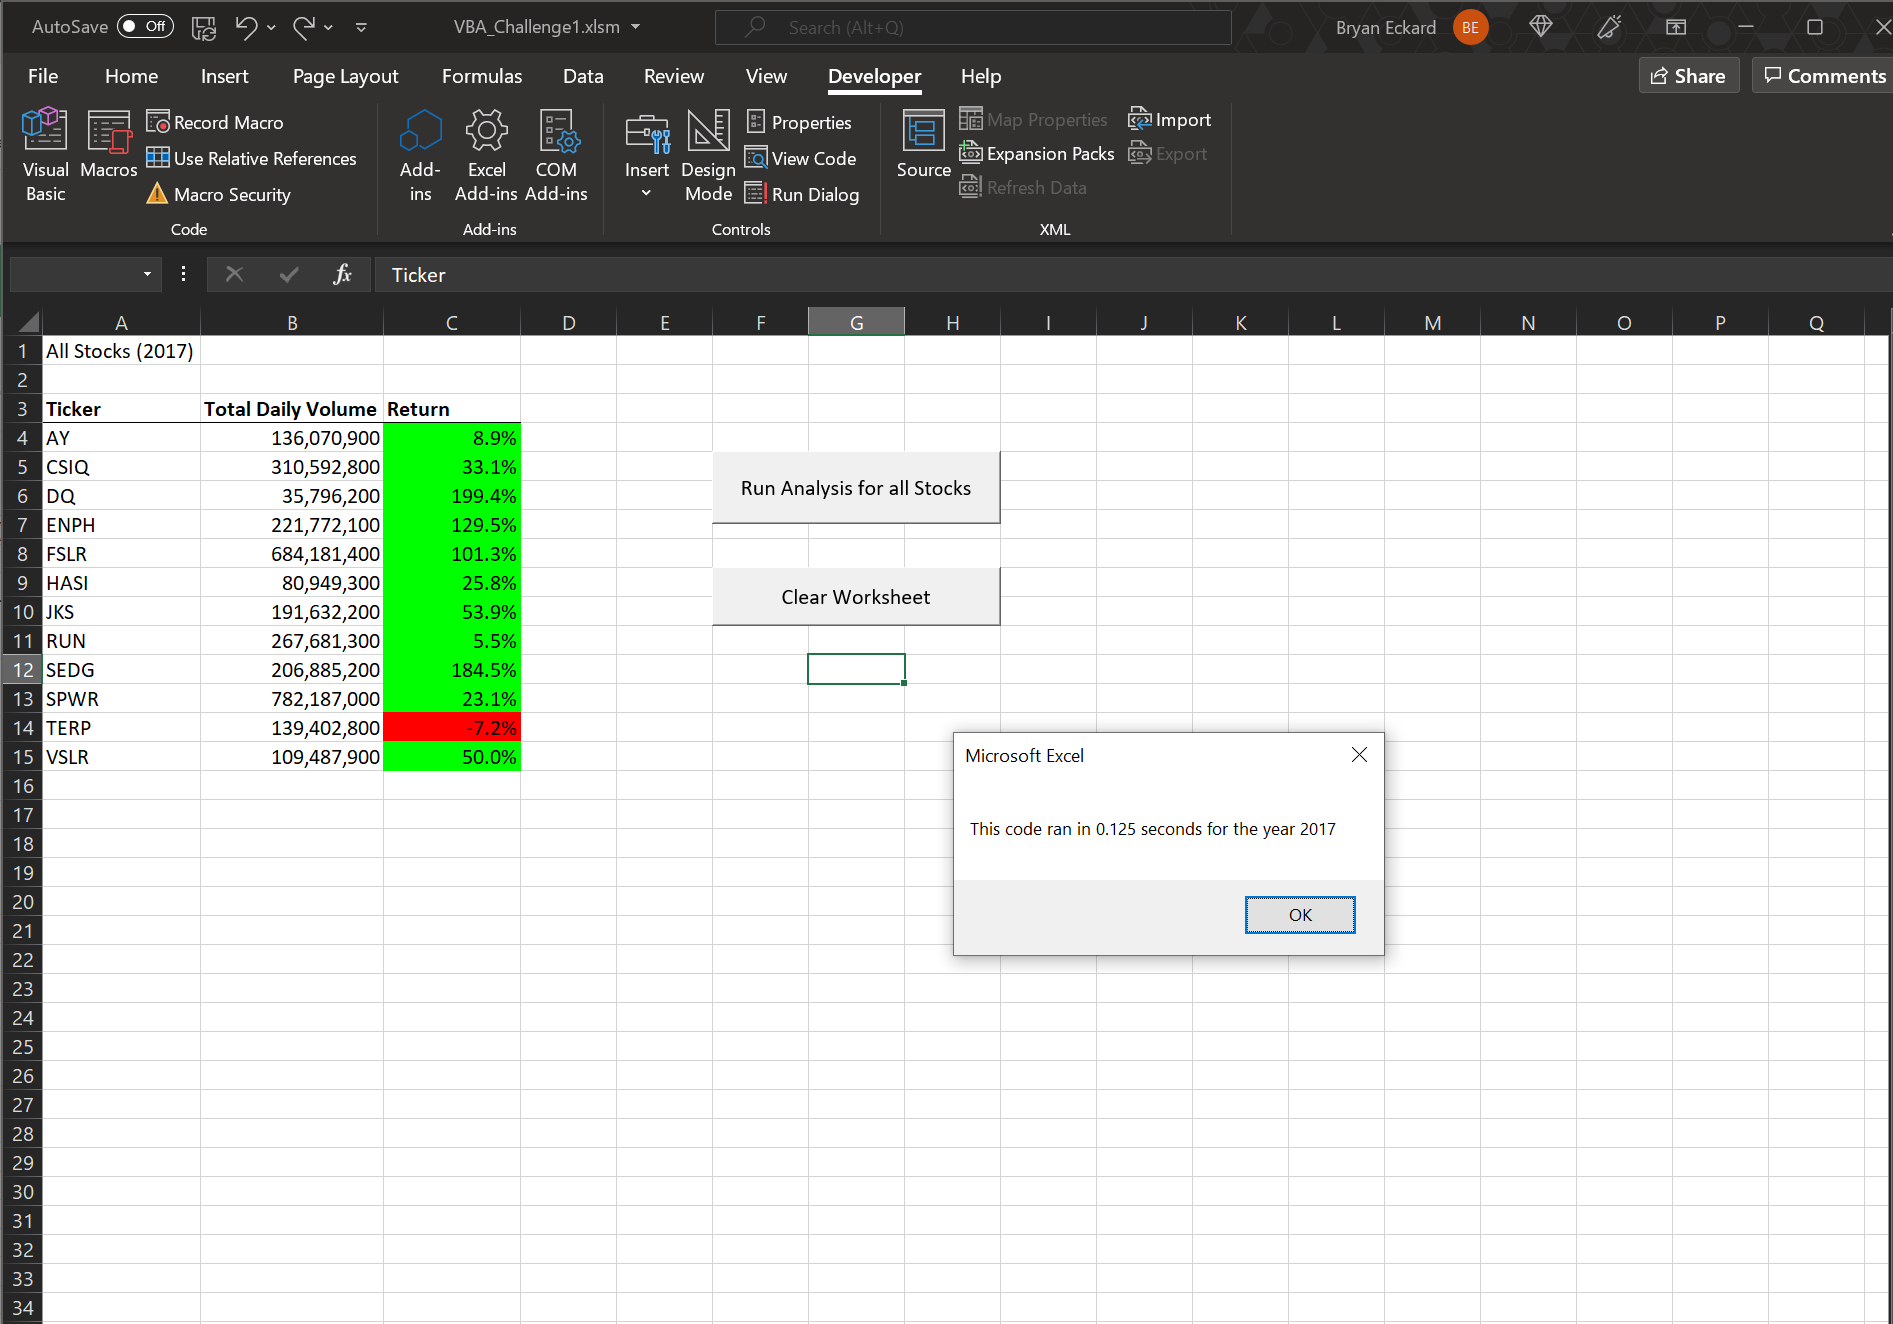 AutoSave Off VBA_Challenge1.xlsm Search (Alt+Q) Bryan Eckard BE
File Home Insert Page Layout Formulas Data Review View Developer Help Share Comments
Visual Basic
Macros
Record Macro
Use Relative References
Macro Security
Code
Add-ins
Excel Add-ins
COM Add-ins
Add-ins
Insert
Design Mode
Properties
View Code
Run Dialog
Controls
Source
Map Properties
Expansion Packs
Refresh Data
Import
Export
XML
fx Ticker
A B C D E F G H I J K L M N O P Q
1 All Stocks (2017)
2
3 Ticker Total Daily Volume Return
4 AY 136,070,900 8.9%
5 CSIQ 310,592,800 33.1%
6 DQ 35,796,200 199.4%
7 ENPH 221,772,100 129.5%
8 FSLR 684,181,400 101.3%
9 HASI 80,949,300 25.8%
10 JKS 191,632,200 53.9%
11 RUN 267,681,300 5.5%
12 SEDG 206,885,200 184.5%
13 SPWR 782,187,000 23.1%
14 TERP 139,402,800 -7.2%
15 VSLR 109,487,900 50.0%
16
17
18
19
20
21
22
23
24
25
26
27
28
29
30
31
32
33
34
Run Analysis for all Stocks
Clear Worksheet
Microsoft Excel
This code ran in 0.125 seconds for the year 2017
OK